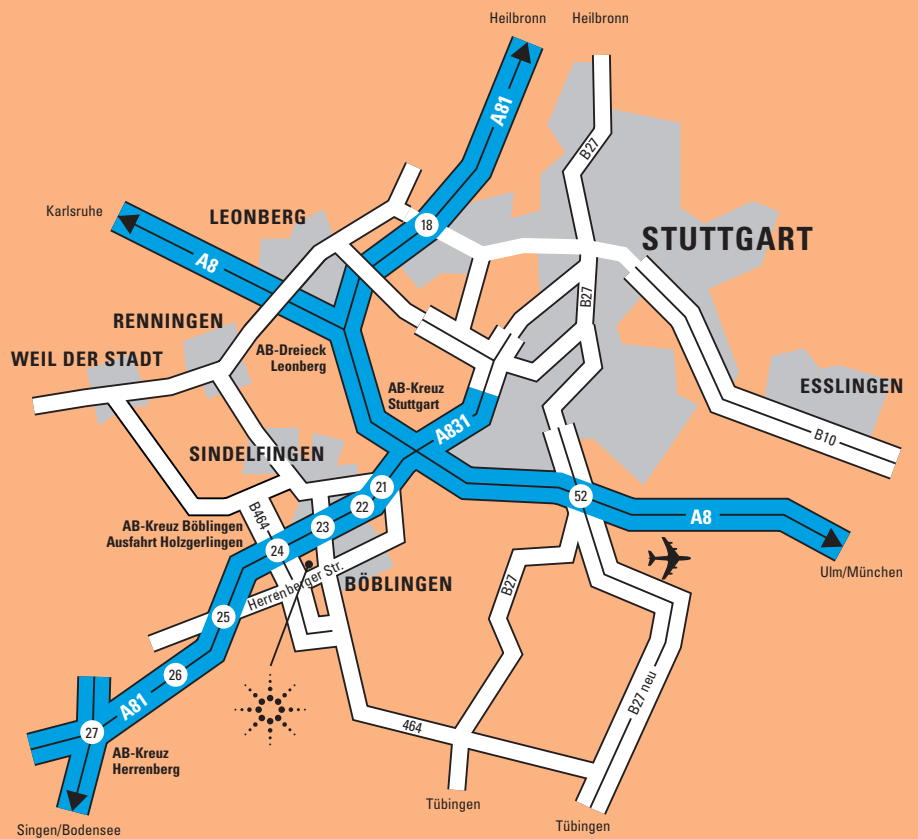 Heilbronn
Heilbronn
A81
B27
Karlsruhe
LEONBERG
18
STUTTGART
A8
B27
RENNINGEN
AB-Dreieck
Leonberg
WEIL DER STADT
AB-Kreuz
Stuttgart
ESSLINGEN
A831
B10
SINDELFINGEN
21
22
52
A8
B464
23
AB-Kreuz Böblingen
Ausfahrt Holzgerlingen
24
Ulm/München
Herrenberger Str.
BÖBLINGEN
B27
25
26
B27 neu
A81
27
464
AB-Kreuz
Herrenberg
Tübingen
Tübingen
Singen/Bodensee